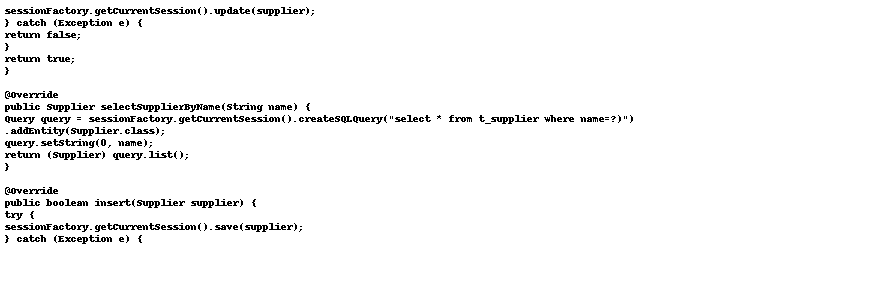 sessionFactory.getCurrentSession().update(supplier);
} catch (Exception e) {
return false;
}
return true;
}

@Override
public Supplier selectSupplierByName(String name) {
Query query = sessionFactory.getCurrentSession().createSQLQuery("select * from t_supplier where name=?)")
.addEntity(Supplier.class);
query.setString(0, name);
return (Supplier) query.list();
}

@Override
public boolean insert(Supplier supplier) {
try {
sessionFactory.getCurrentSession().save(supplier);
} catch (Exception e) {